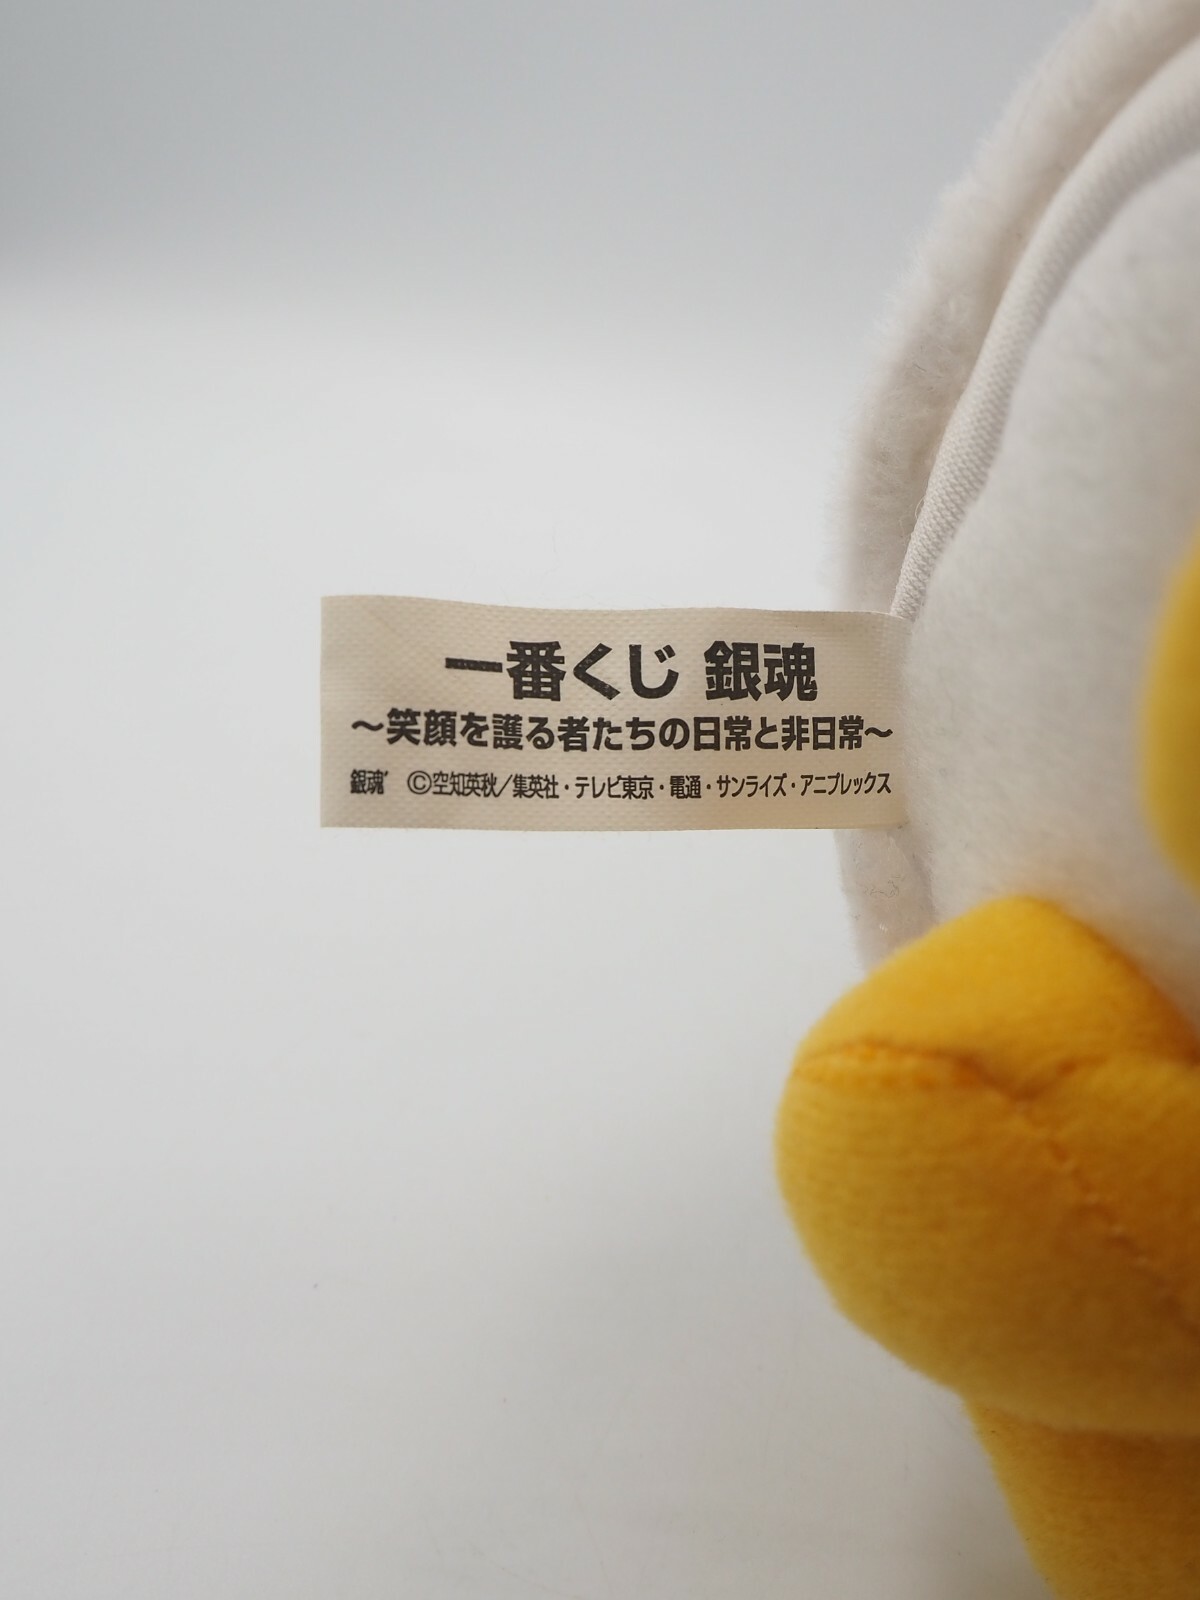 一番くじ 銀魂
～笑顔を護る者たちの日常と非日常～
銀魂' ©空知英秋／集英社・テレビ東京・電通・サンライズ・アニプレックス